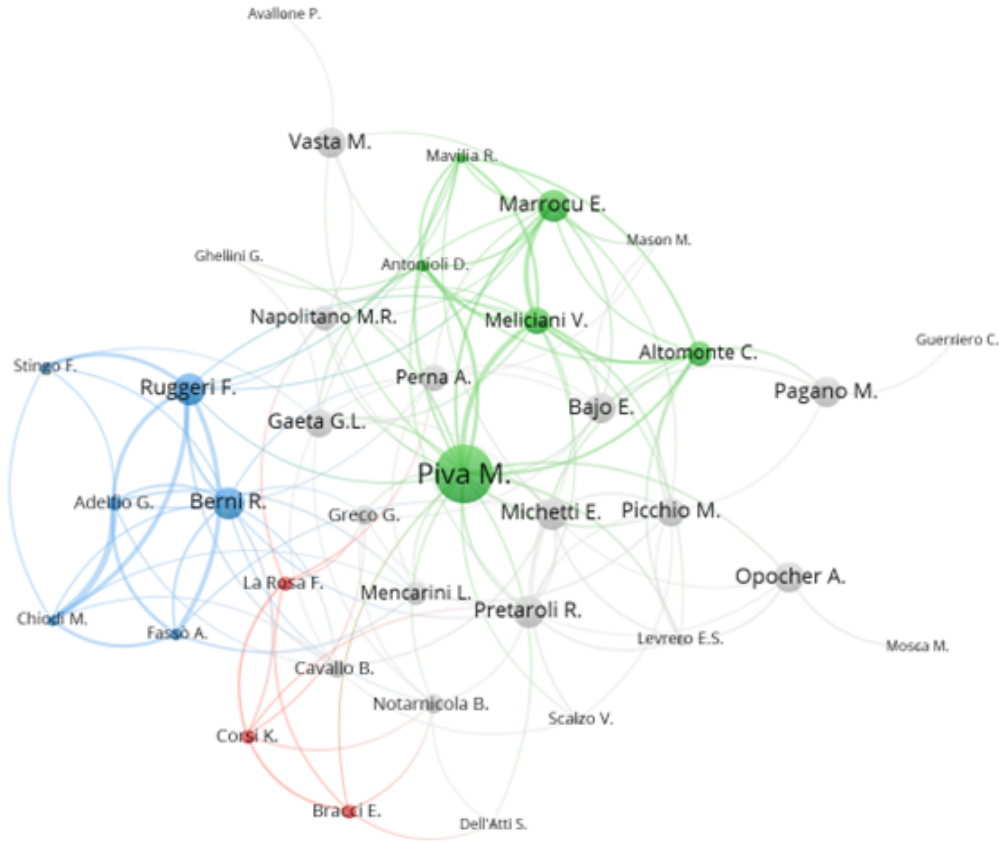 Avallone P.
Vasta M.
Mavilia R.
Marrocu E.
Mason M.
Ghellini G.
Antonioli D.
Napolitano M.R.
Meliciani V.
Guerriero C.
Altomonte C.
Stingo F.
Perna A.
Ruggeri F.
Pagano M.
Bajo E.
Gaeta G.L.
Piva M.
Adelfio G.
Berni R.
Greco G.
Michetti E.
Picchio M.
Opocher A.
La Rosa F.
Mencarini L.
Pretaroli R.
Chiodi M.
Fassò A.
Levrero E.S.
Mosca M.
Cavallo B.
Notarnicola B.
Scalzo V.
Corsi K.
Bracci E.
Dell'Atti S.